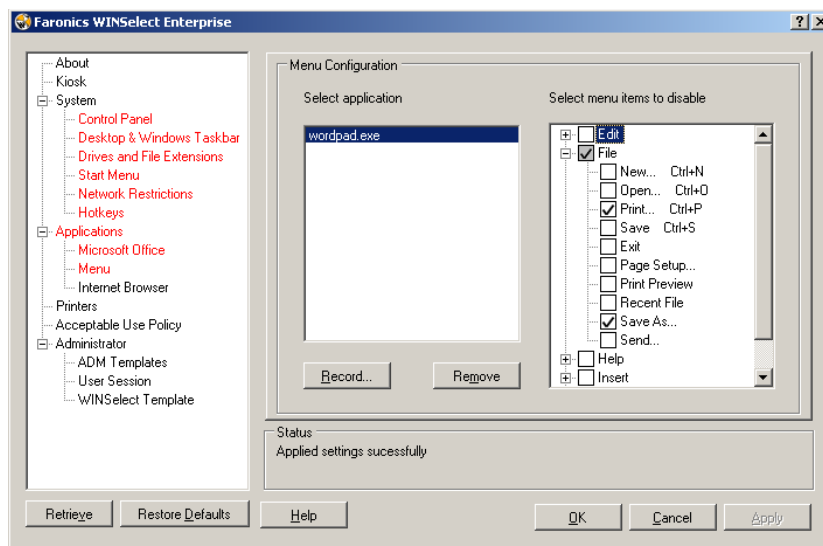 Faronics WINSelect Enterprise
About
Kiosk
System
Control Panel
Desktop & Windows Taskbar
Drives and File Extensions
Start Menu
Network Restrictions
Hotkeys
Applications
Microsoft Office
Menu
Internet Browser
Printers
Acceptable Use Policy
Administrator
ADM Templates
User Session
WINSelect Template
Menu Configuration
Select application
wordpad.exe
Record...
Remove
Select menu items to disable
Edit
File
New... Ctrl+N
Open... Ctrl+O
Print... Ctrl+P
Save Ctrl+S
Exit
Page Setup...
Print Preview
Recent File
Save As...
Send...
Help
Insert
Status
Applied settings sucessfully
Retrieve
Restore Defaults
Help
OK
Cancel
Apply